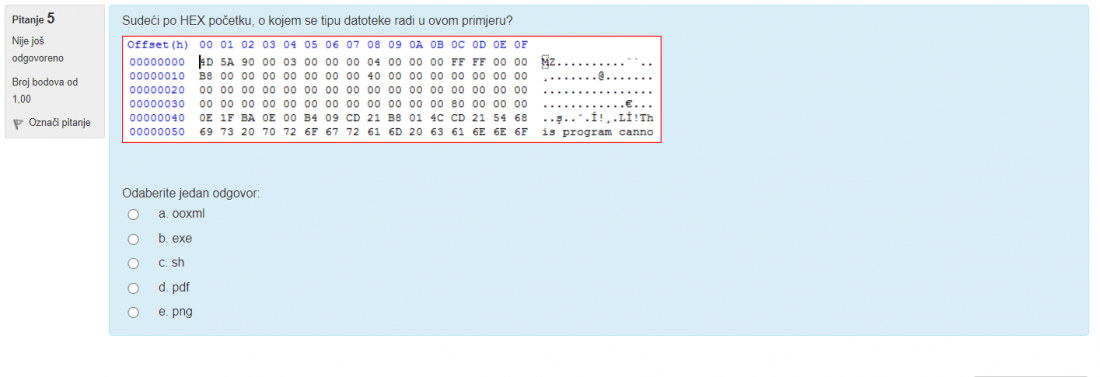 Pitanje 5
Nije još
odgovoreno
Broj bodova od
1,00
Označi pitanje
Sudeći po HEX početku, o kojem se tipu datoteke radi u ovom primjeru?
Offset(h) 00 01 02 03 04 05 06 07 08 09 0A 0B 0C 0D 0E 0F
00000000 4D 5A 90 00 03 00 00 00 04 00 00 00 FF FF 00 00 MZ..........˙˙..
00000010 B8 00 00 00 00 00 00 00 40 00 00 00 00 00 00 00 ¸.......@.......
00000020 00 00 00 00 00 00 00 00 00 00 00 00 00 00 00 00 ................
00000030 00 00 00 00 00 00 00 00 00 00 00 00 80 00 00 00 ............€...
00000040 0E 1F BA 0E 00 B4 09 CD 21 B8 01 4C CD 21 54 68 ..ş..´.Í!¸.LÍ!Th
00000050 69 73 20 70 72 6F 67 72 61 6D 20 63 61 6E 6E 6F is program canno
Odaberite jedan odgovor:
a. ooxml
b. exe
c. sh
d. pdf
e. png